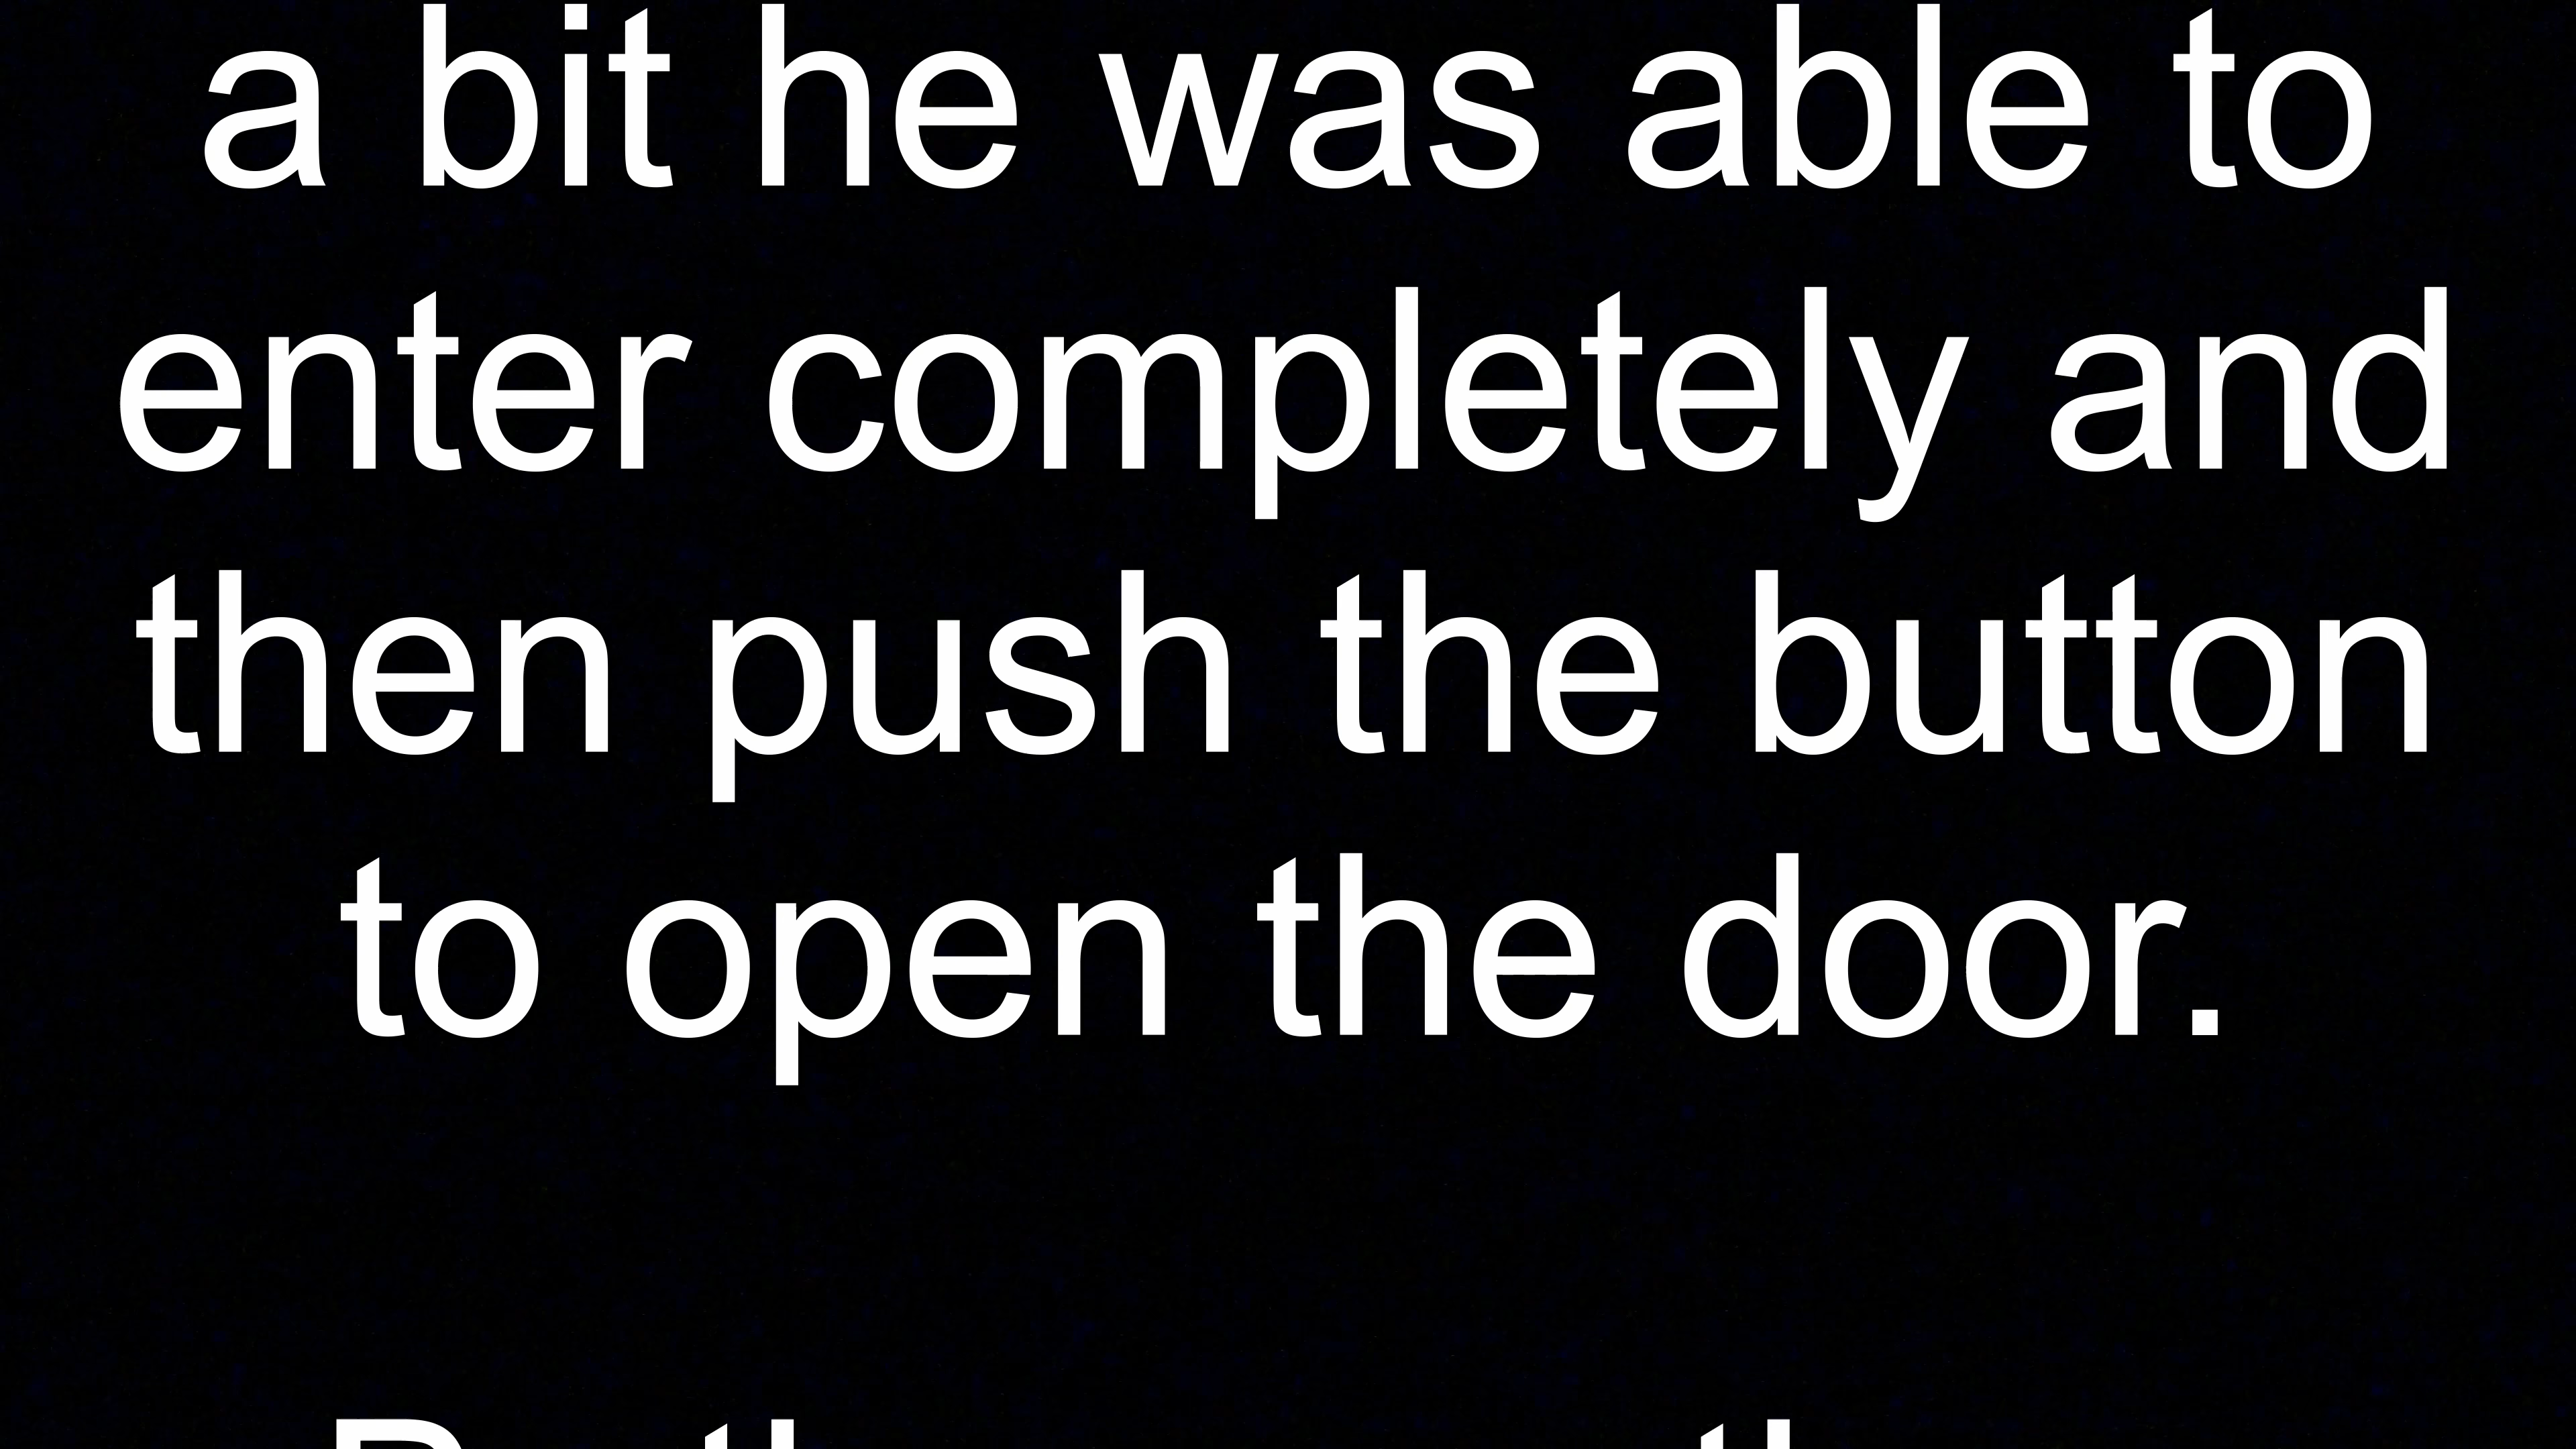 a bit he was able to
enter completely and
then push the button
to open the door.